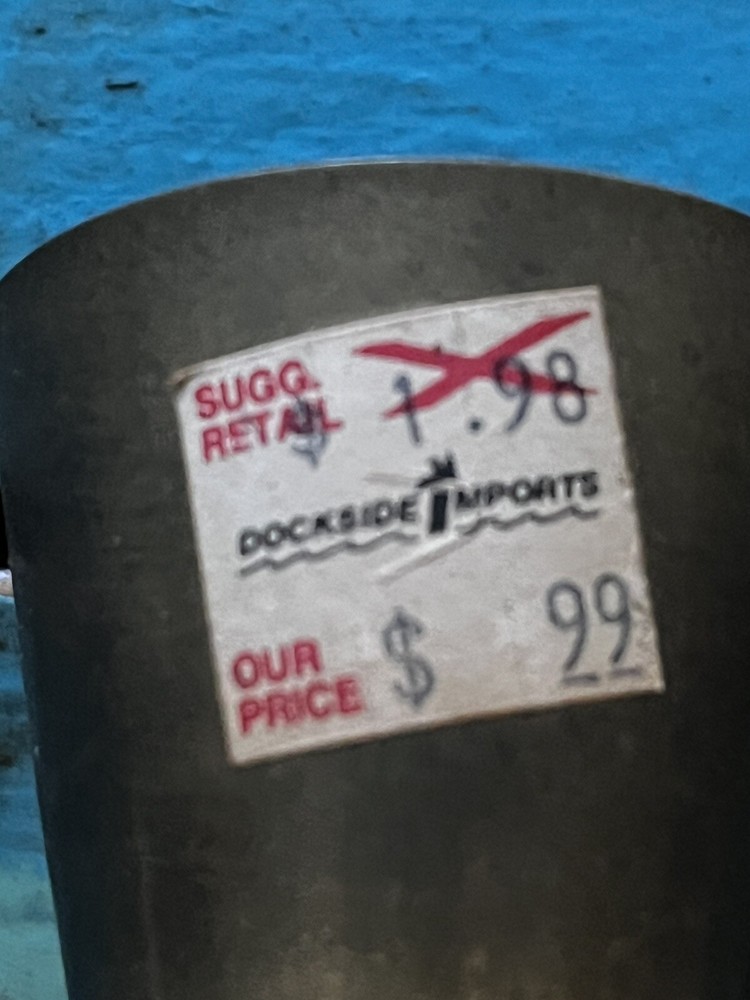 SUGG.
RETAIL $ 1.98
DOCKSIDE IMPORTS
OUR
PRICE $ 99